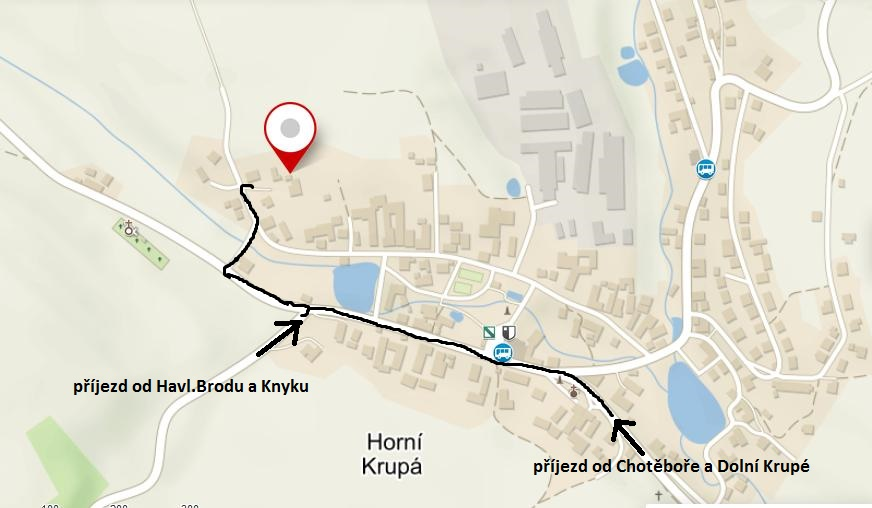 příjezd od Havl.Brodu a Knyku
Horní
Krupá
příjezd od Chotěboře a Dolní Krupé